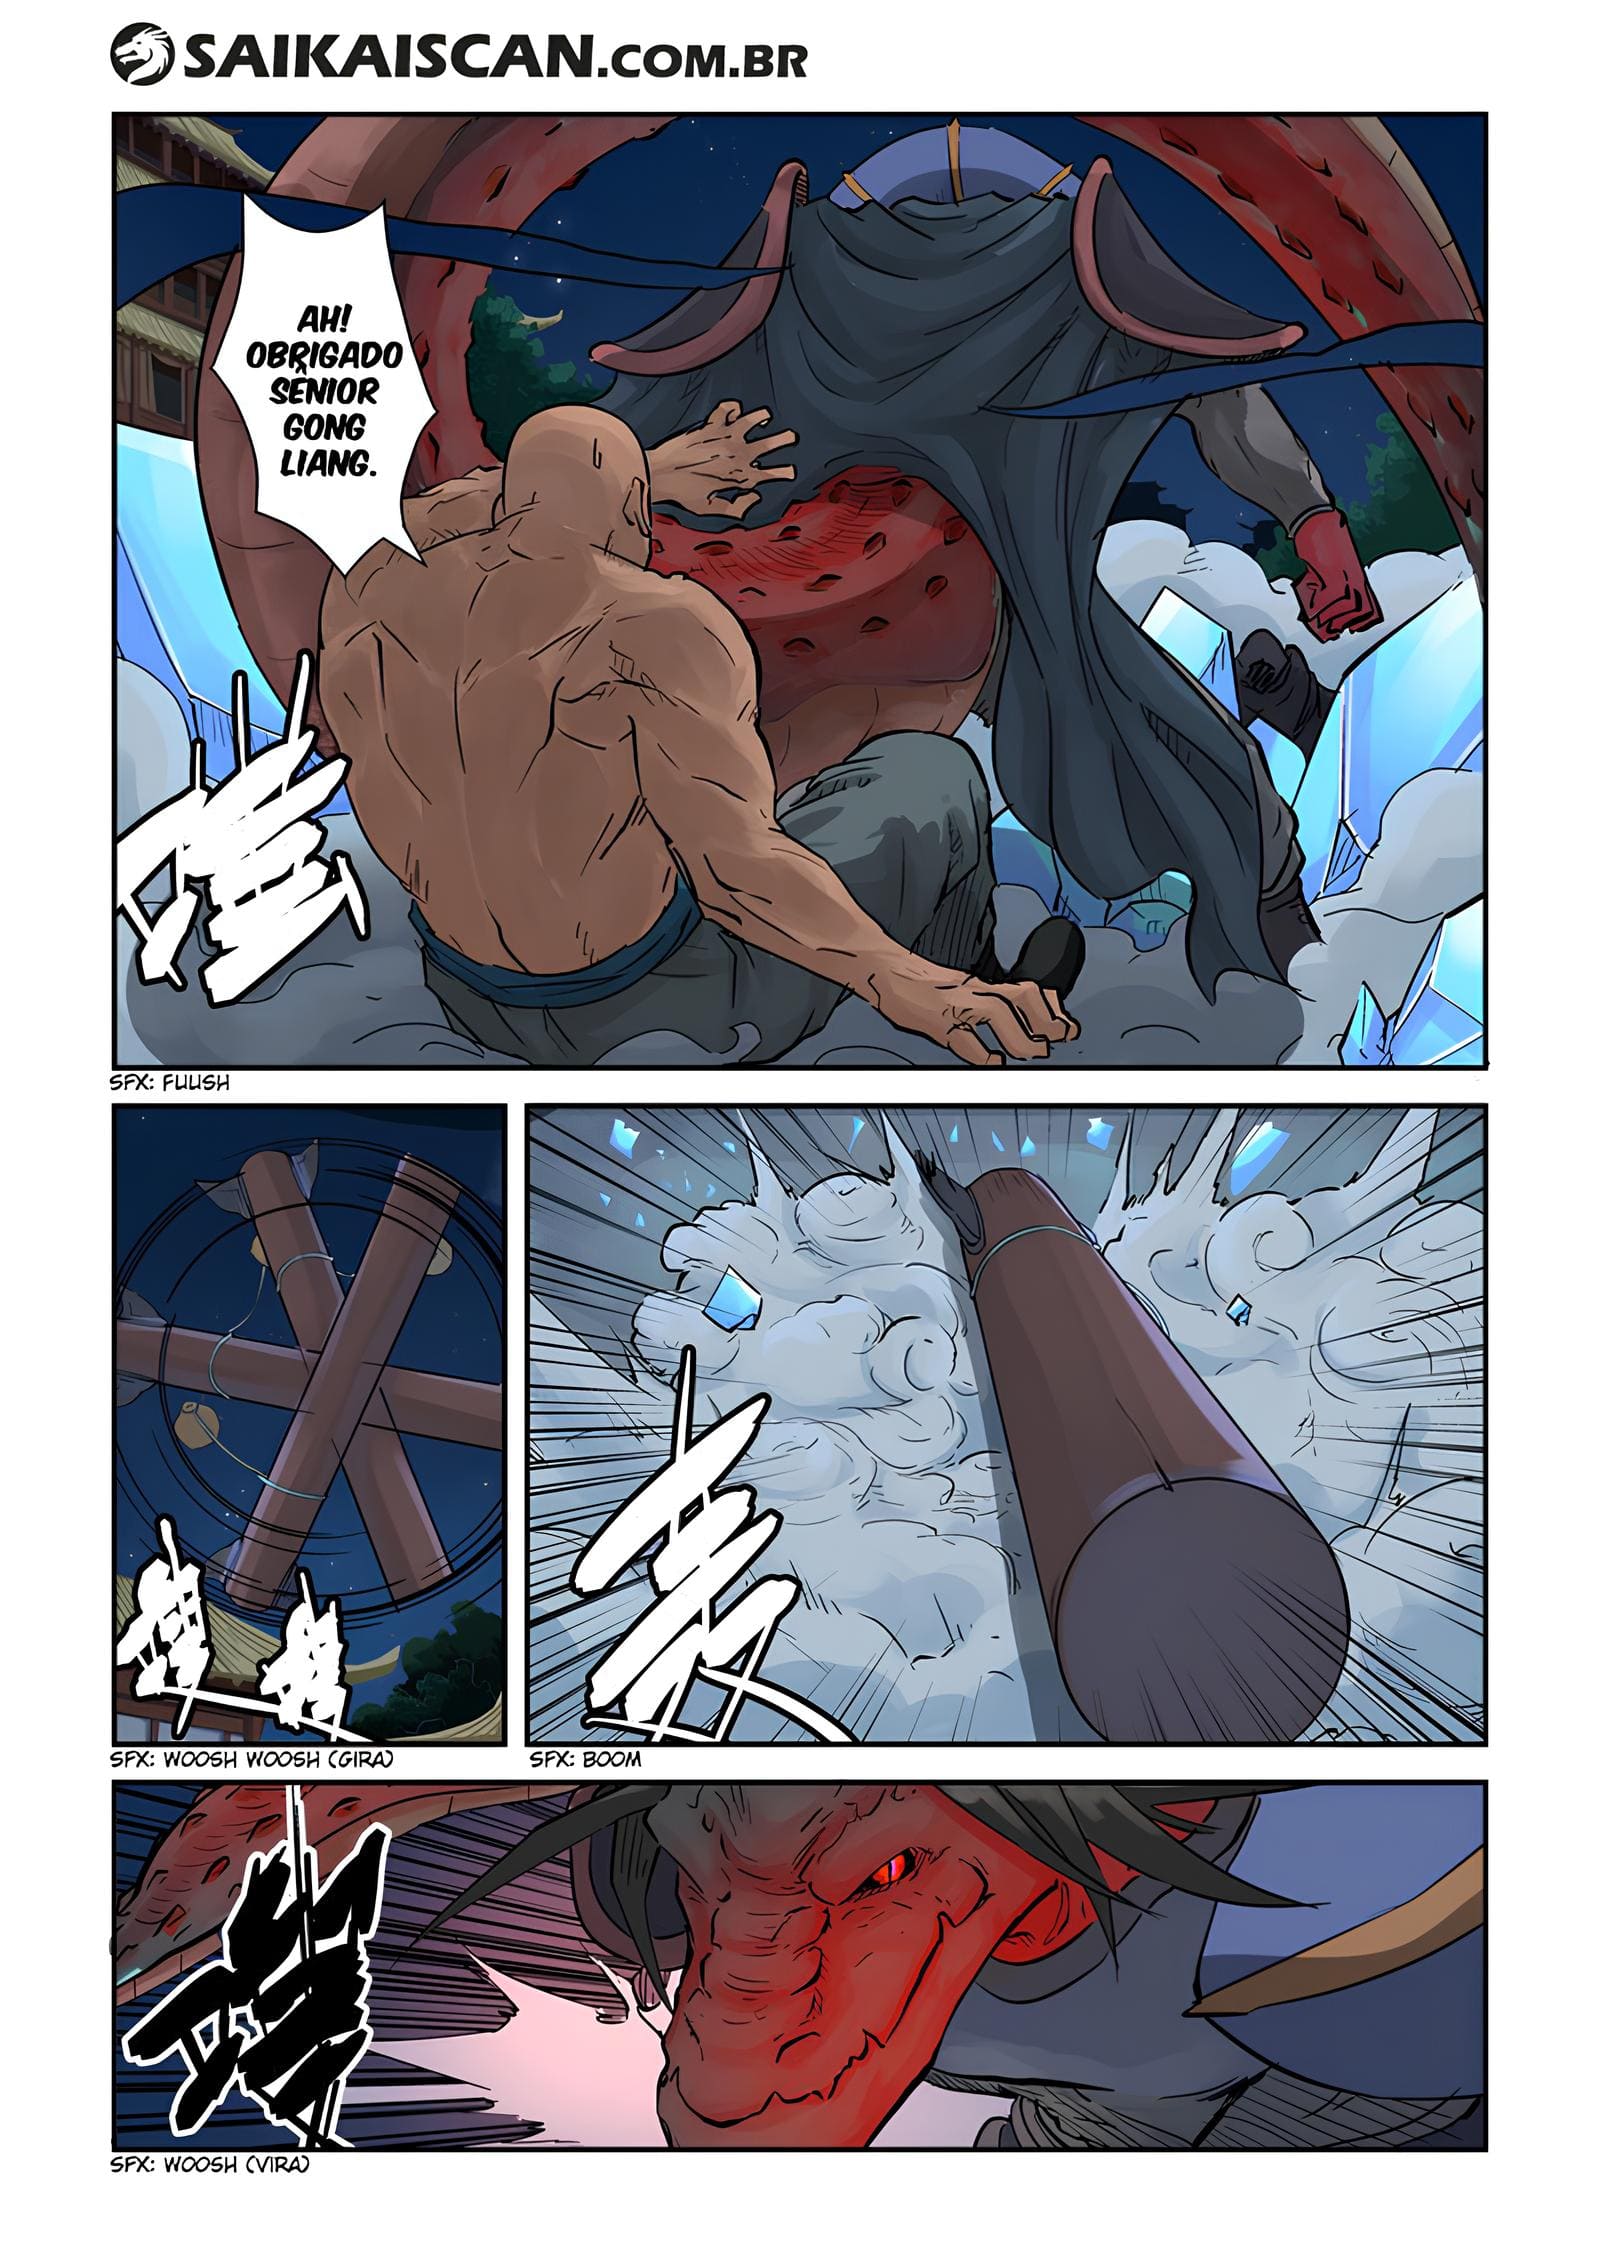 SAIKAISCAN.COM.BR
AH!
OBRIGADO
SÊNIOR
GONG
LIANG.
SFX: FUUSH
SFX: WOOSH WOOSH (GIRA)
SFX: BOOM
SFX: WOOSH (VIRA)